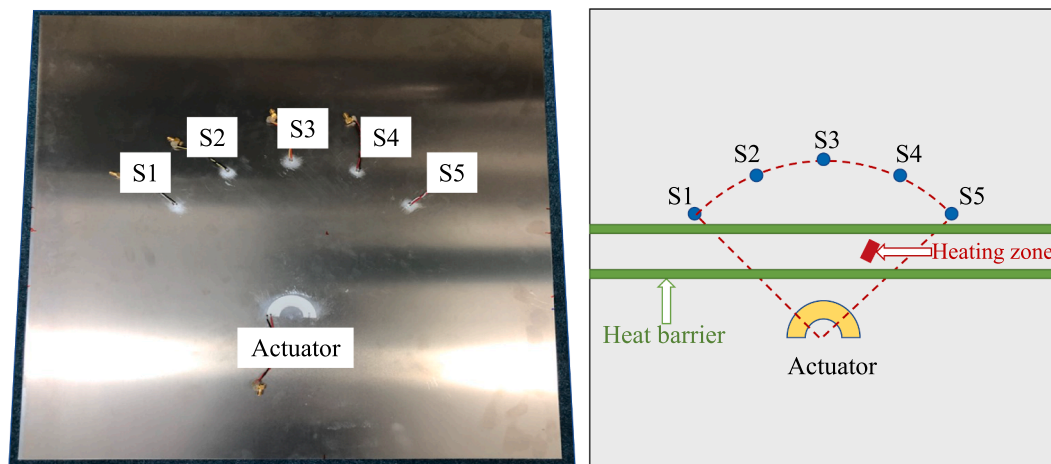 S1
S2
S3
S4
S5
Actuator
S1
S2
S3
S4
S5
Heating zone
Heat barrier
Actuator